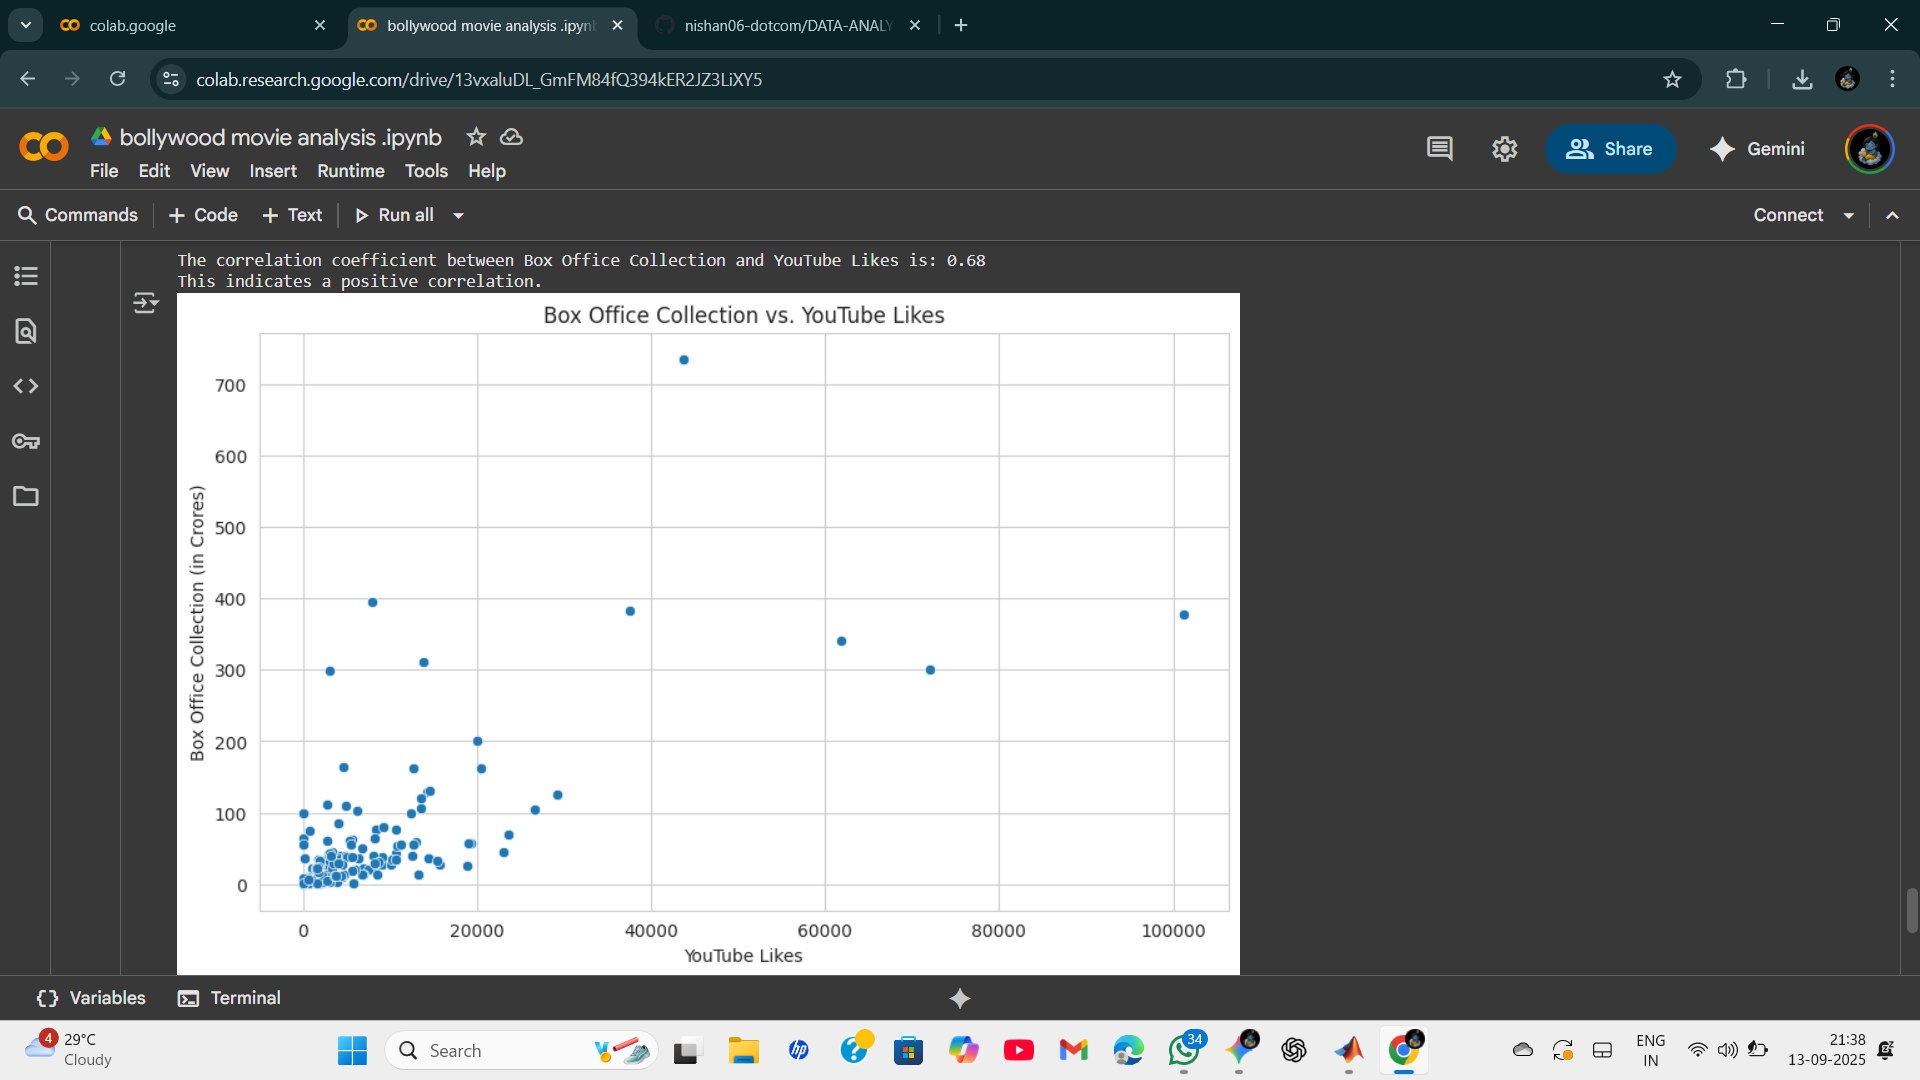 colab.google
bollywood movie analysis .ipynb
nishan06-dotcom/DATA-ANALY
colab.research.google.com/drive/13vxaluDL_GmFM84fQ394kER2JZ3LiXY5
bollywood movie analysis .ipynb
File Edit View Insert Runtime Tools Help
Share
Gemini
Commands + Code + Text Run all
Connect
The correlation coefficient between Box Office Collection and YouTube Likes is: 0.68
This indicates a positive correlation.
Box Office Collection vs. YouTube Likes
700
600
500
400
300
200
100
0
Box Office Collection (in Crores)
0 20000 40000 60000 80000 100000
YouTube Likes
Variables Terminal
4
29°C
Cloudy
Search
hp
34
ENG
IN
21:38
13-09-2025